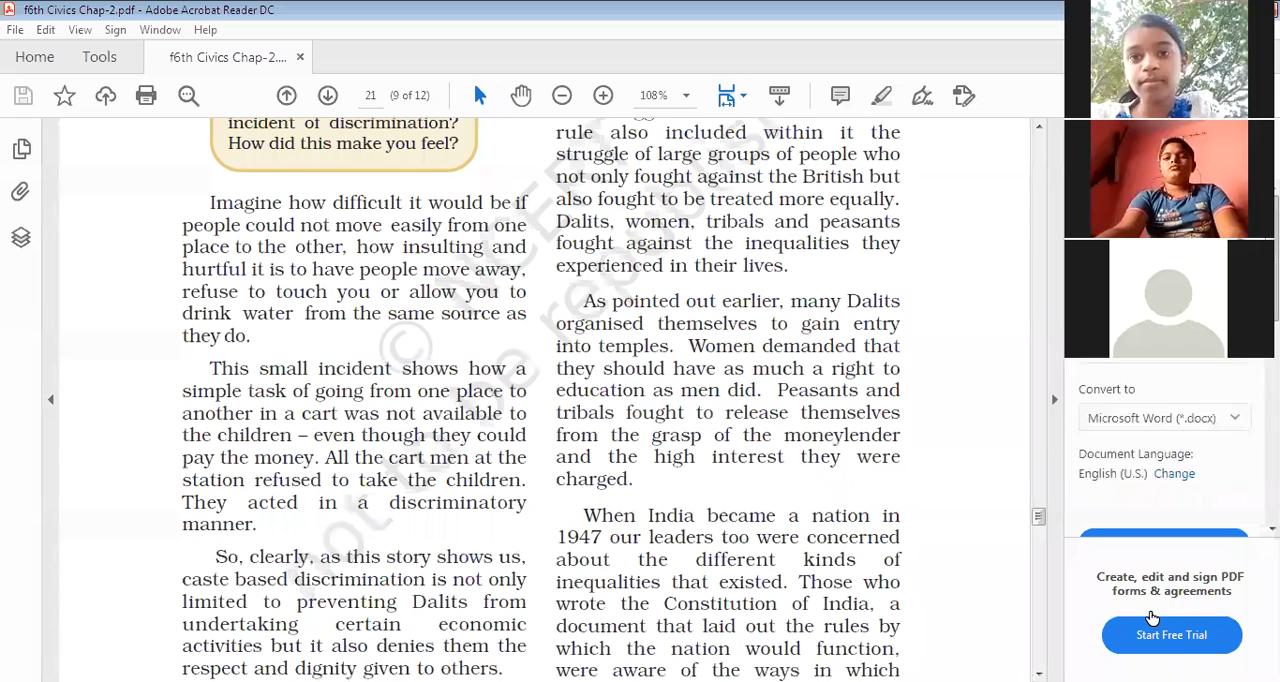 f6th Civics Chap-2.pdf - Adobe Acrobat Reader DC
File Edit View Sign Window Help
Home Tools f6th Civics Chap-2.... ×
21 (9 of 12) 108%
incident of discrimination?
How did this make you feel?
Imagine how difficult it would be if
people could not move easily from one
place to the other, how insulting and
hurtful it is to have people move away,
refuse to touch you or allow you to
drink water from the same source as
they do.
This small incident shows how a
simple task of going from one place to
another in a cart was not available to
the children – even though they could
pay the money. All the cart men at the
station refused to take the children.
They acted in a discriminatory
manner.
So, clearly, as this story shows us,
caste based discrimination is not only
limited to preventing Dalits from
undertaking certain economic
activities but it also denies them the
respect and dignity given to others.
rule also included within it the
struggle of large groups of people who
not only fought against the British but
also fought to be treated more equally.
Dalits, women, tribals and peasants
fought against the inequalities they
experienced in their lives.
As pointed out earlier, many Dalits
organised themselves to gain entry
into temples. Women demanded that
they should have as much a right to
education as men did. Peasants and
tribals fought to release themselves
from the grasp of the moneylender
and the high interest they were
charged.
When India became a nation in
1947 our leaders too were concerned
about the different kinds of
inequalities that existed. Those who
wrote the Constitution of India, a
document that laid out the rules by
which the nation would function,
were aware of the ways in which
© NCERT
not to be republis
Convert to
Microsoft Word (*.docx)
Document Language:
English (U.S.) Change
Create, edit and sign PDF
forms & agreements
Start Free Trial